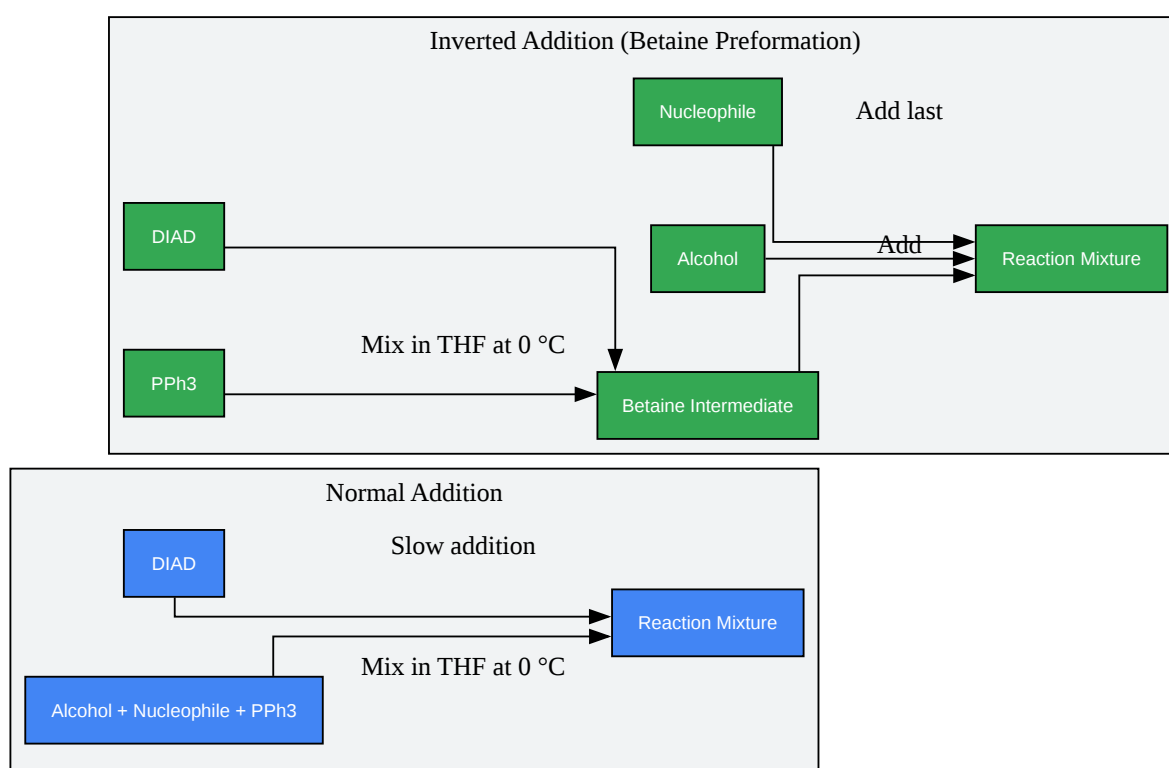 Inverted Addition (Betaine Preformation)
Nucleophile
Add last
DIAD
Alcohol
Add
Reaction Mixture
Mix in THF at 0 °C
PPh3
Betaine Intermediate
Normal Addition
Slow addition
DIAD
Reaction Mixture
Mix in THF at 0 °C
Alcohol + Nucleophile + PPh3